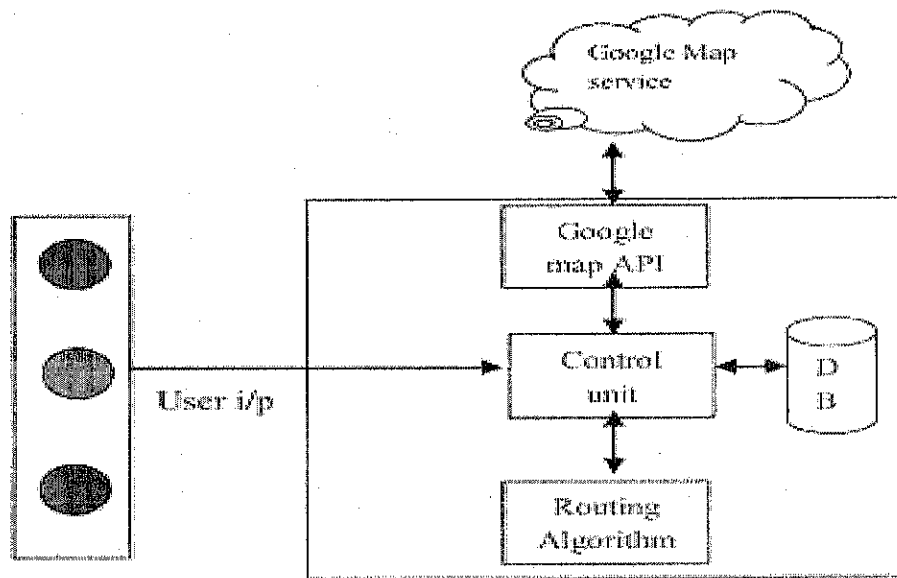 Google Map
service
Google
map API
Control
unit
User i/p
D
B
Routing
Algorithm